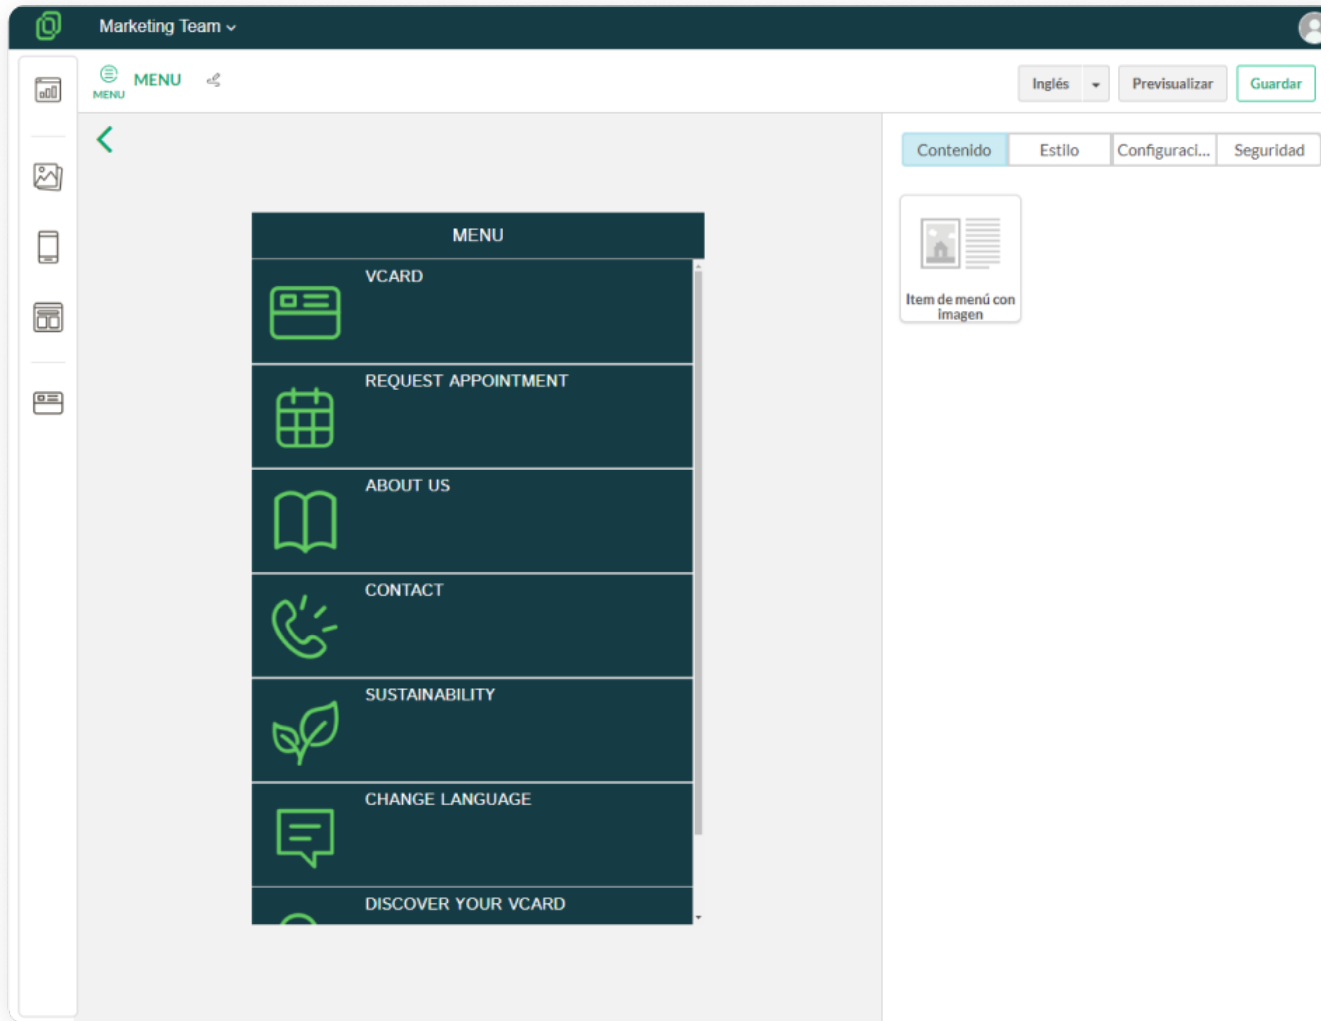 Marketing Team
MENU
MENU
Inglés
Previsualizar
Guardar
Contenido
Estilo
Configuraci...
Seguridad
Item de menú con
imagen
MENU
VCARD
REQUEST APPOINTMENT
ABOUT US
CONTACT
SUSTAINABILITY
CHANGE LANGUAGE
DISCOVER YOUR VCARD